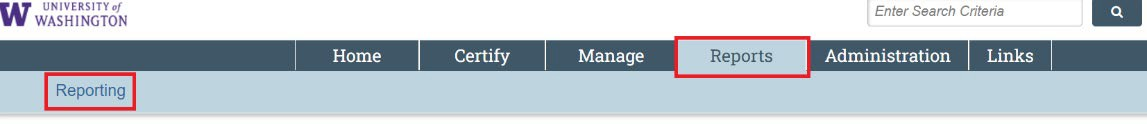 W UNIVERSITY of
WASHINGTON
Enter Search Criteria
Home Certify Manage Reports Administration Links
Reporting